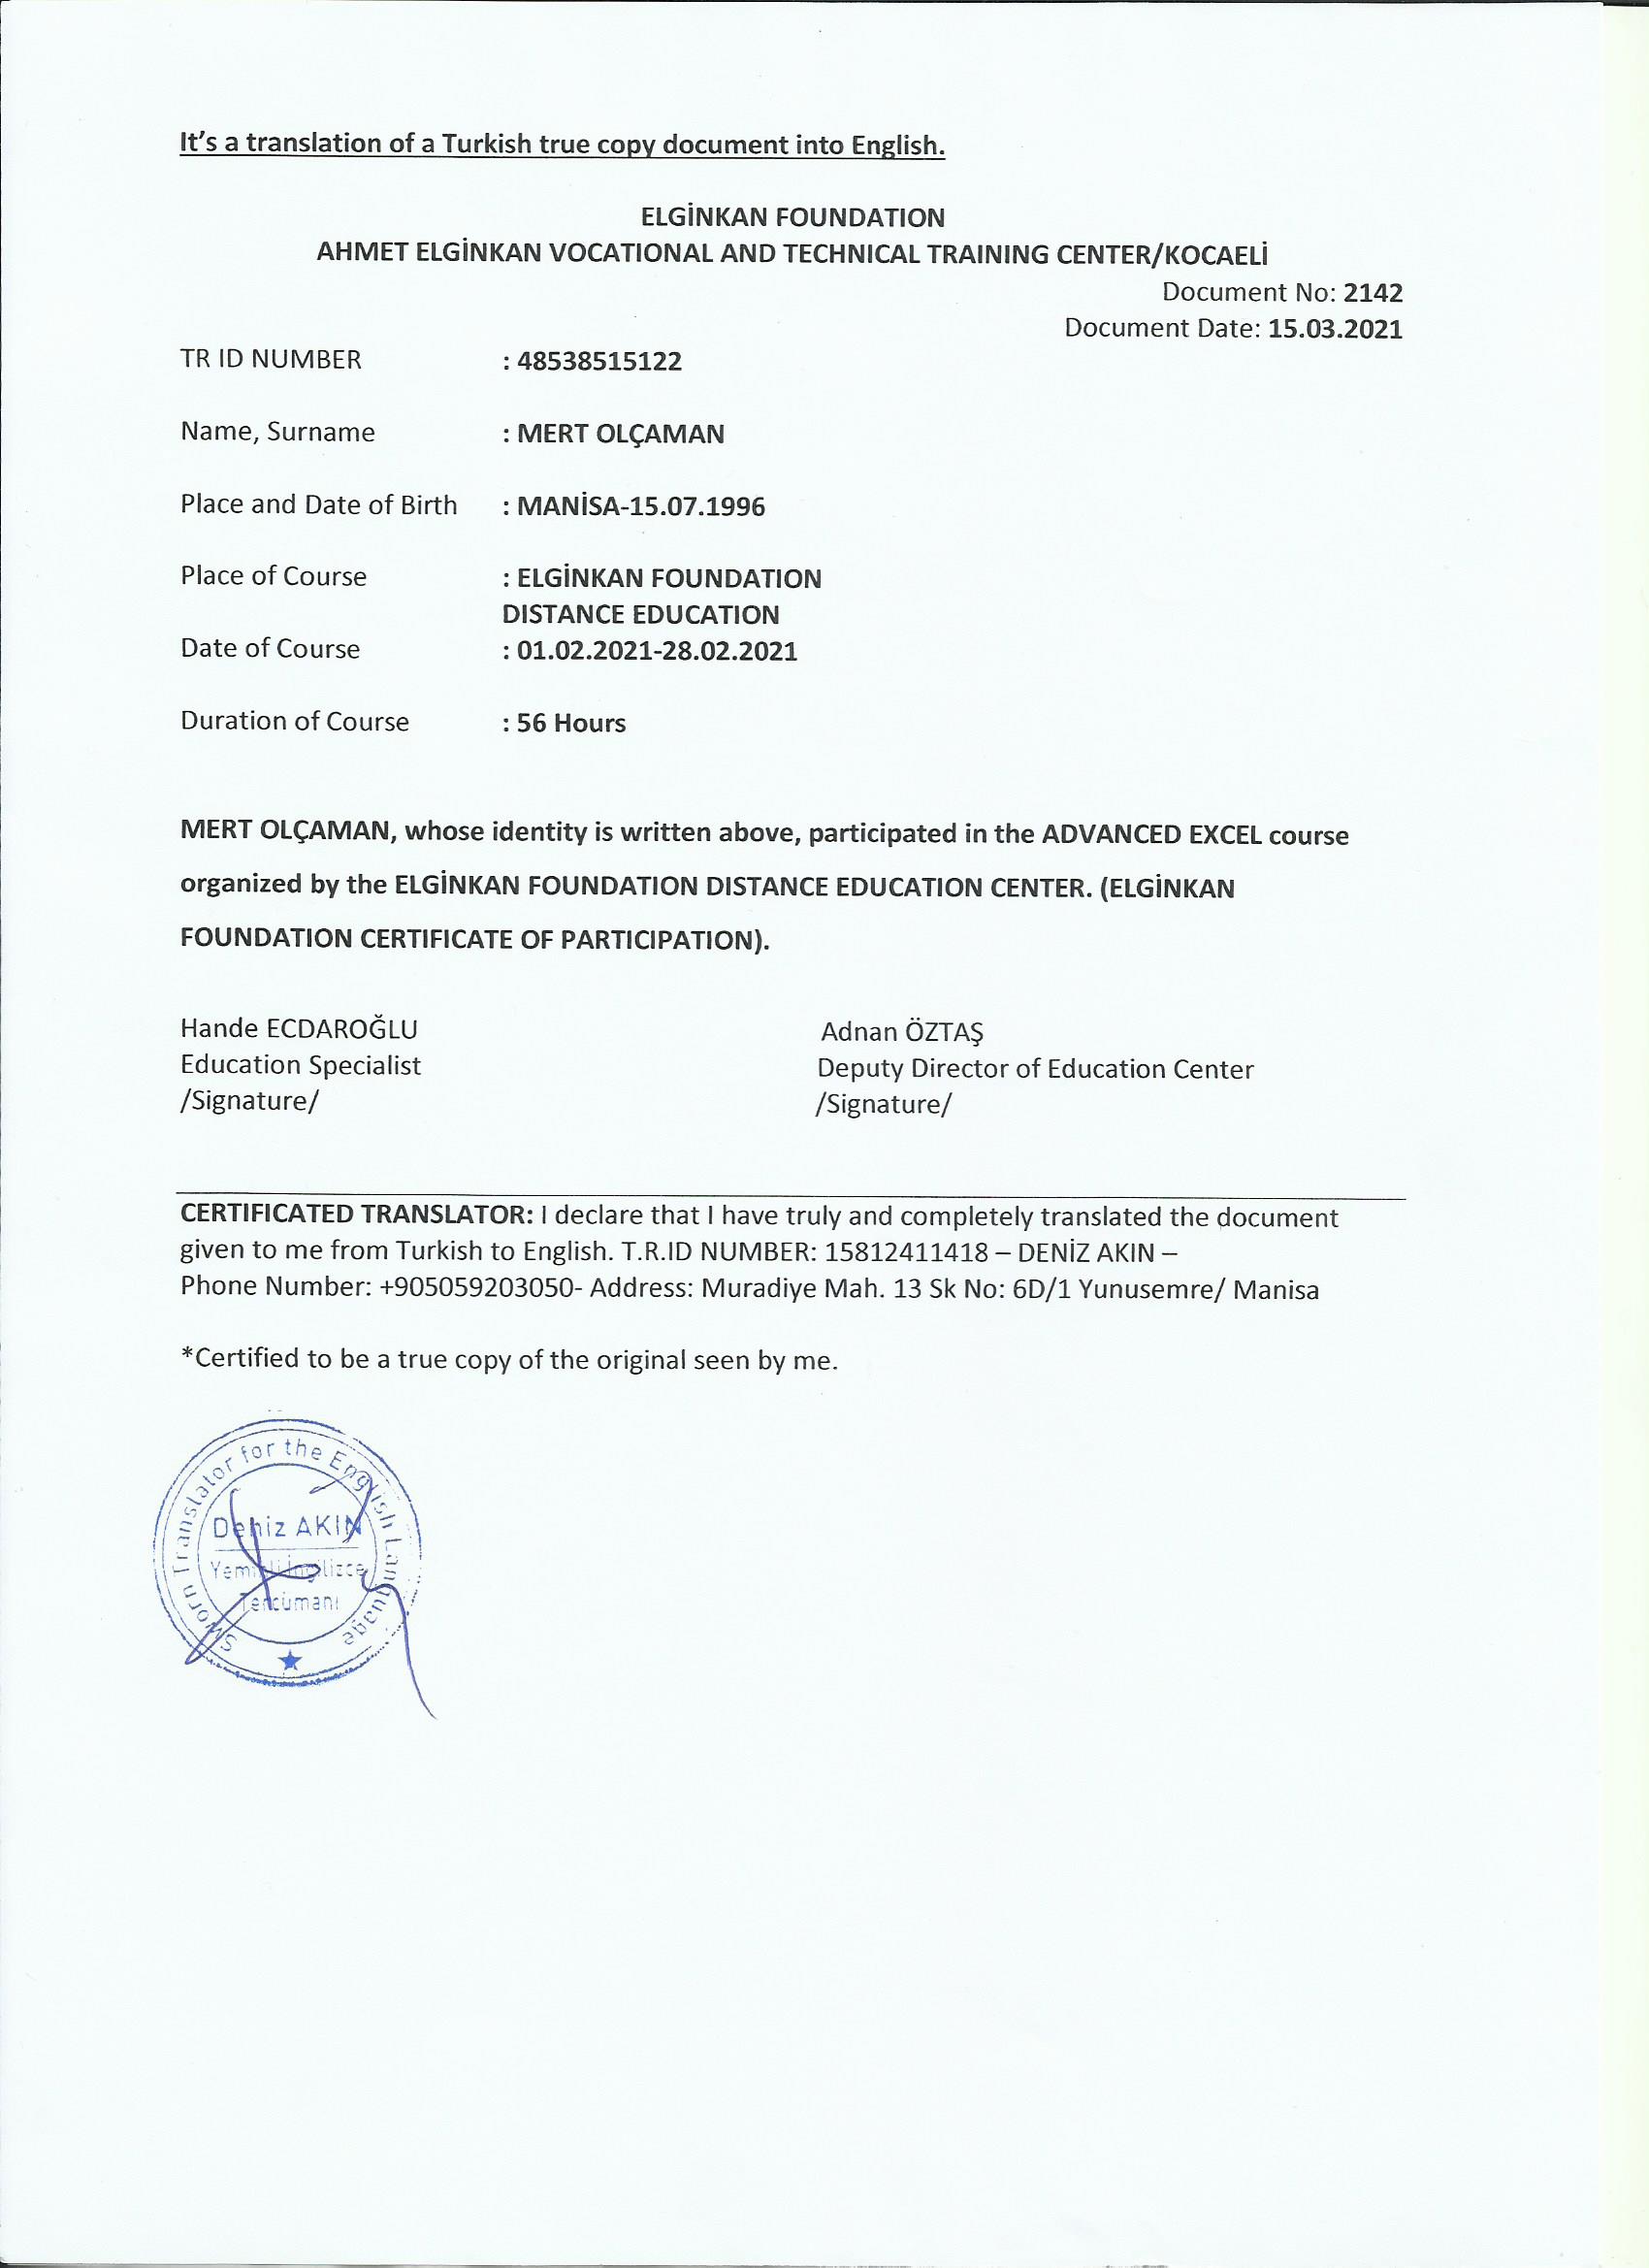 It's a translation of a Turkish true copy document into English.
ELGİNKAN FOUNDATION
AHMET ELGİNKAN VOCATIONAL AND TECHNICAL TRAINING CENTER/KOCAELİ
Document No: 2142
Document Date: 15.03.2021
TR ID NUMBER : 48538515122
Name, Surname : MERT OLÇAMAN
Place and Date of Birth : MANİSA-15.07.1996
Place of Course : ELGİNKAN FOUNDATION
DISTANCE EDUCATION
Date of Course : 01.02.2021-28.02.2021
Duration of Course : 56 Hours
MERT OLÇAMAN, whose identity is written above, participated in the ADVANCED EXCEL course
organized by the ELGİNKAN FOUNDATION DISTANCE EDUCATION CENTER. (ELGİNKAN
FOUNDATION CERTIFICATE OF PARTICIPATION).
Hande ECDAROĞLU Adnan ÖZTAŞ
Education Specialist Deputy Director of Education Center
/Signature/ /Signature/
CERTIFICATED TRANSLATOR: I declare that I have truly and completely translated the document
given to me from Turkish to English. T.R.ID NUMBER: 15812411418 – DENİZ AKIN –
Phone Number: +905059203050- Address: Muradiye Mah. 13 Sk No: 6D/1 Yunusemre/ Manisa
*Certified to be a true copy of the original seen by me.
Sworn Translator for the English Language
Deniz AKIN
Yeminli İngilizce
Tercümanı